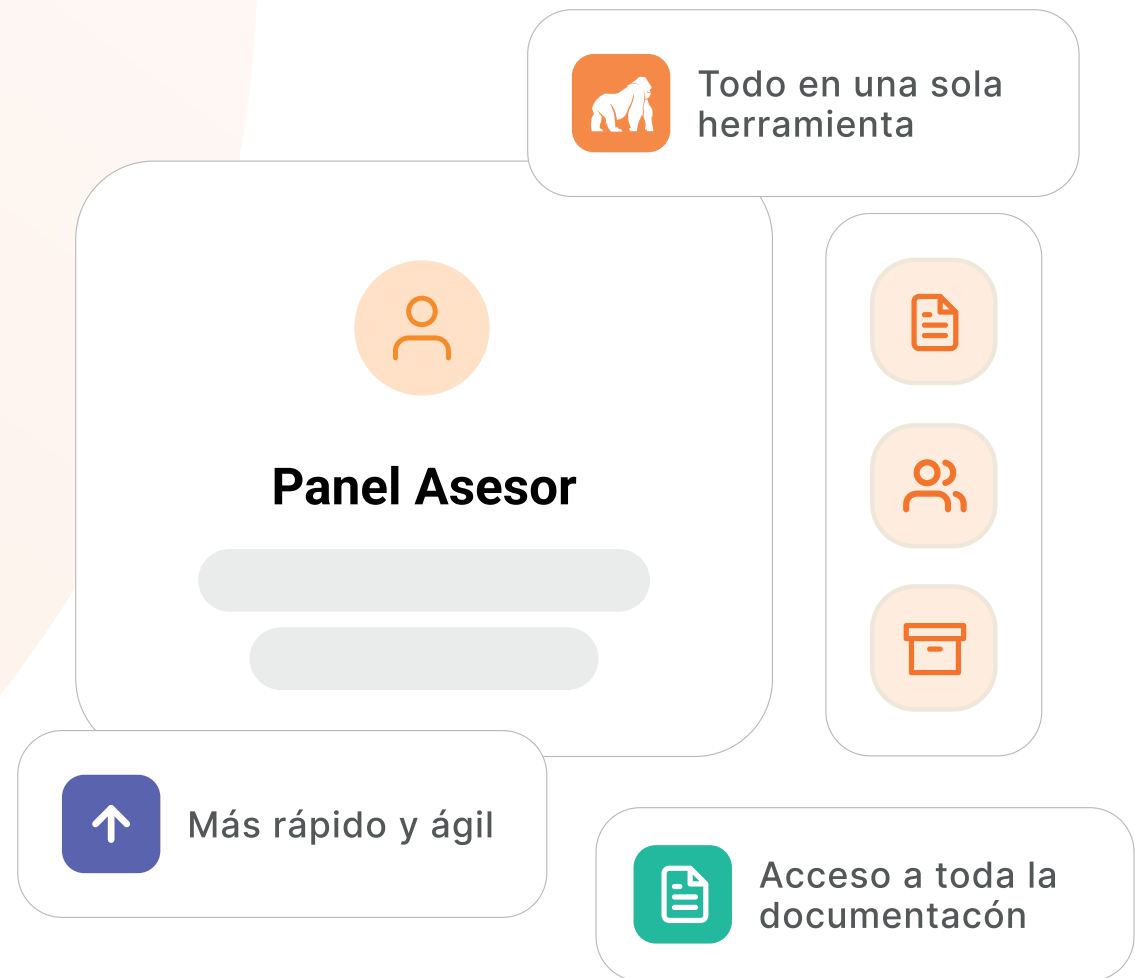 Todo en una sola
herramienta
Panel Asesor
Más rápido y ágil
Acceso a toda la
documentacón